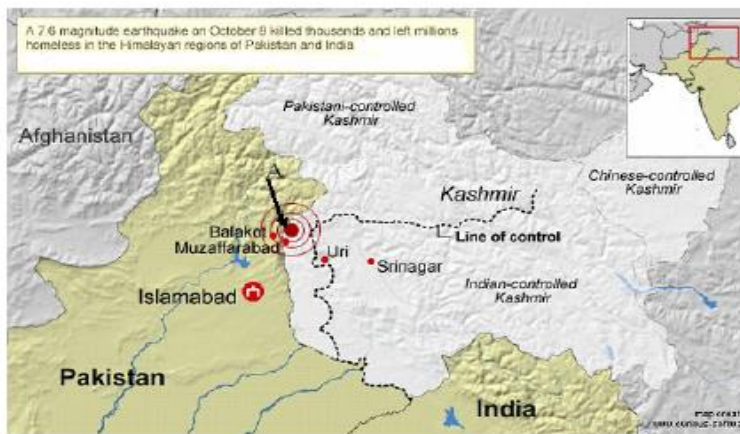 A 7.6 magnitude earthquake on October 8 killed thousands and left millions
homeless in the Himalayan regions of Pakistan and India
Afghanistan
Pakistani-controlled
Kashmir
Chinese-controlled
Kashmir
A
Kashmir
Balakot
Muzaffarabad
Line of control
Uri
Srinagar
Islamabad
Indian-controlled
Kashmir
Pakistan
India
map creat